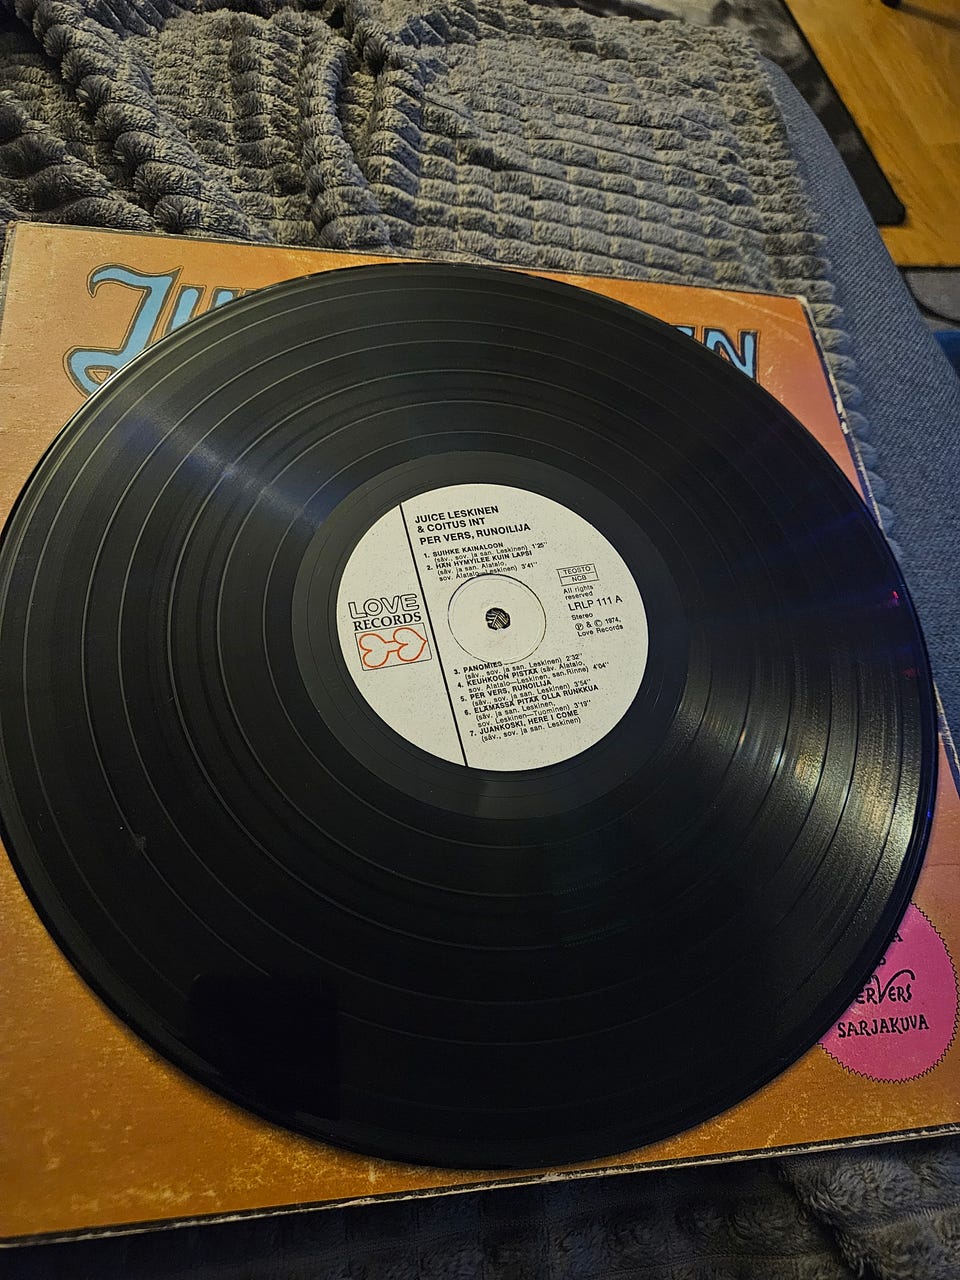 JUICE LESKINEN
& COITUS INT
PER VERS, RUNOILIJA
1. SUIHKE KAINALOON
(säv., sov. ja san. Leskinen) 1'25"
2. HÄN HYMYILEE KUIN LAPSI
(säv. ja san. Alatalo,
sov. Alatalo—Leskinen) 3'41"
TEOSTO
NCB
All rights
reserved
LRLP 111 A
Stereo
Ⓟ & © 1974,
Love Records
LOVE
RECORDS
3. PANOMIES
(säv., sov. ja san. Leskinen) 2'32"
4. KEUHKOON PISTÄÄ (säv. Alatalo,
sov. Alatalo—Leskinen, san. Rinne) 4'04"
5. PER VERS, RUNOILIJA
(säv., sov. ja san. Leskinen) 3'54"
6. ELÄMÄSSÄ PITÄÄ OLLA RUNKKUA
(säv. ja san. Leskinen,
sov. Leskinen—Tuominen) 3'19"
7. JUANKOSKI, HERE I COME
(säv., sov. ja san. Leskinen)
SARJAKUVA